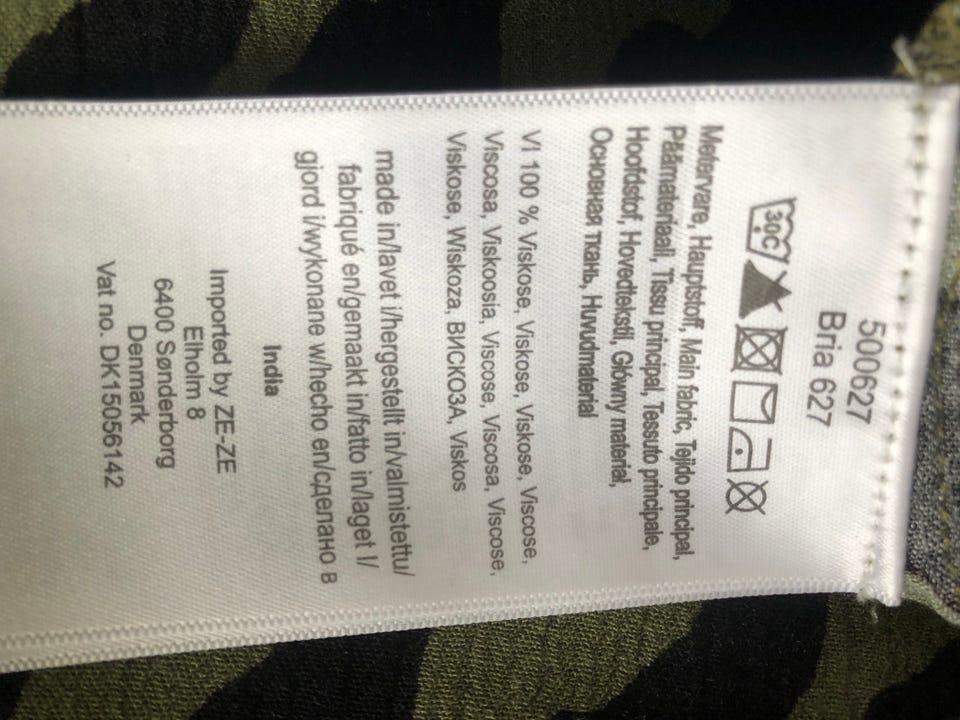 500627
Bria 627
30C
Metervare, Hauptstoff, Main fabric, Tejido principal,
Päämateriaali, Tissu principal, Tessuto principale,
Hoofdstof, Hovedtekstil, Główny materiał,
Основная ткань, Huvudmaterial
VI 100 % Viskose, Viskose, Viskose, Viscose,
Viscosa, Viskoosia, Viscose, Viscosa, Viscose,
Viskose, Wiskoza, ВИСКОЗА, Viskos
made in/lavet i/hergestellt in/valmistettu/
fabriqué en/gemaakt in/fatto in/laget I/
gjord i/wykonane w/hecho en/сделано в
India
Imported by ZE-ZE
Elholm 8
6400 Sønderborg
Denmark
Vat no. DK15056142